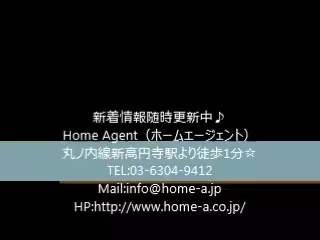 新着情報随時更新中♪
Home Agent（ホームエージェント）
丸ノ内線新高円寺駅より徒歩1分☆
TEL:03-6304-9412
Mail:info@home-a.jp
HP:http://www.home-a.co.jp/